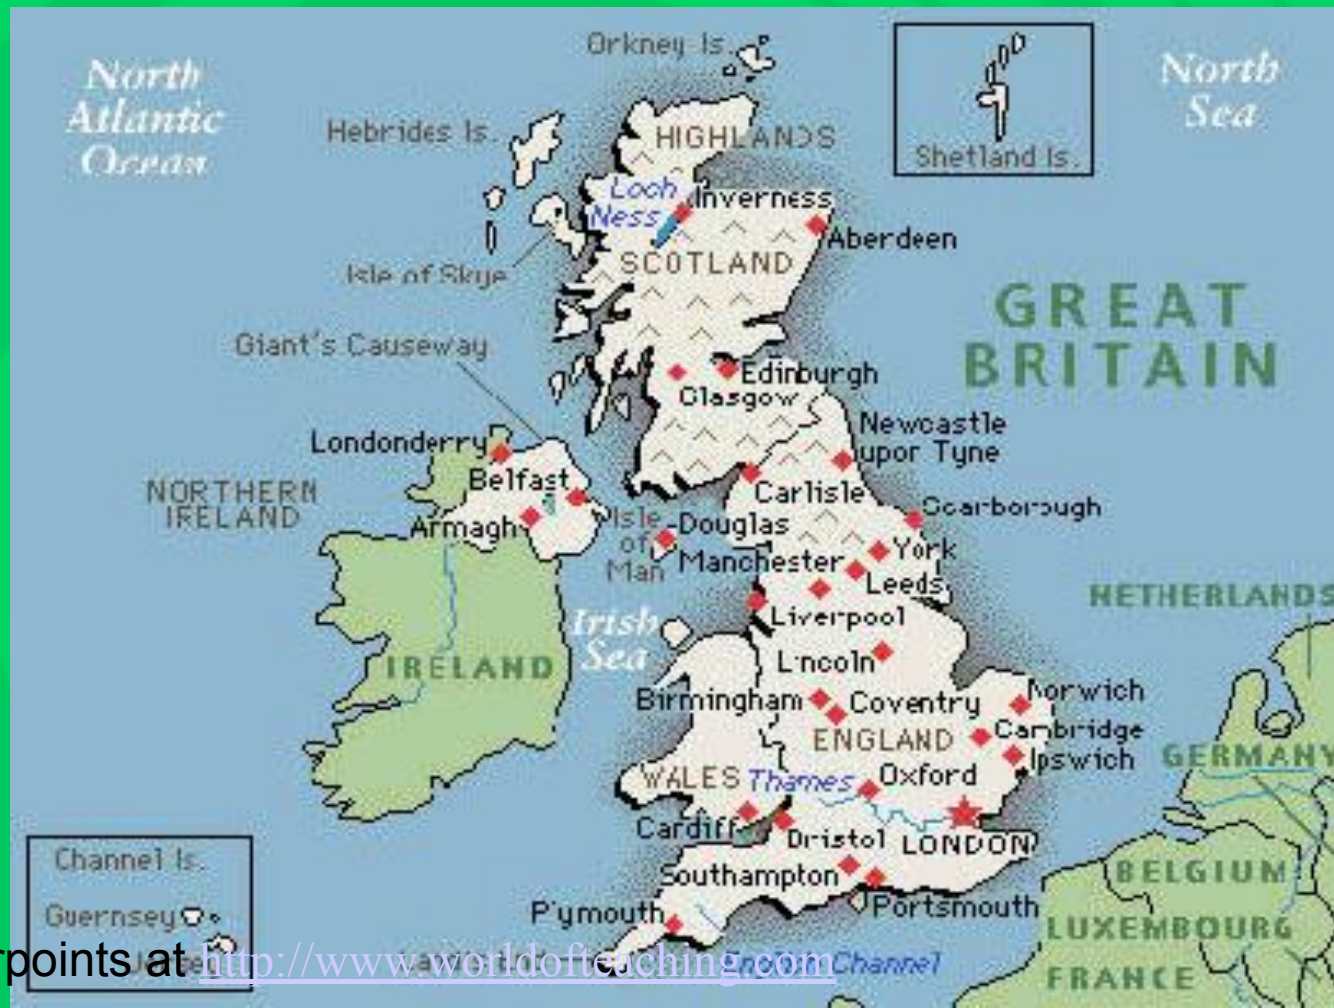 Orkney Is.
North
Atlantic
Ocean
North
Sea
Hebrides Is.
HIGHLANDS
Shetland Is.
Loch
Ness
Inverness
Aberdeen
SCOTLAND
Isle of Skye
GREAT
BRITAIN
Giant's Causeway
Edinburgh
Glasgow
Newcastle
upor Tyne
Londonderry
Belfast
Carlisle
NORTHERN
IRELAND
Scarborough
Armagh
Isle
of
Man
Douglas
York
Manchester
Leeds
NETHERLANDS
Liverpool
Irish
Sea
IRELAND
Lincoln
Birmingham
Coventry
Norwich
Cambridge
ENGLAND
Ipswich
GERMANY
WALES
Thames
Oxford
Cardiff
Bristol
LONDON
Channel Is.
BELGIUM
Southampton
Guernsey
Plymouth
Portsmouth
LUXEMBOURG
rpoints at http://www.worldofteaching.com
English Channel
FRANCE